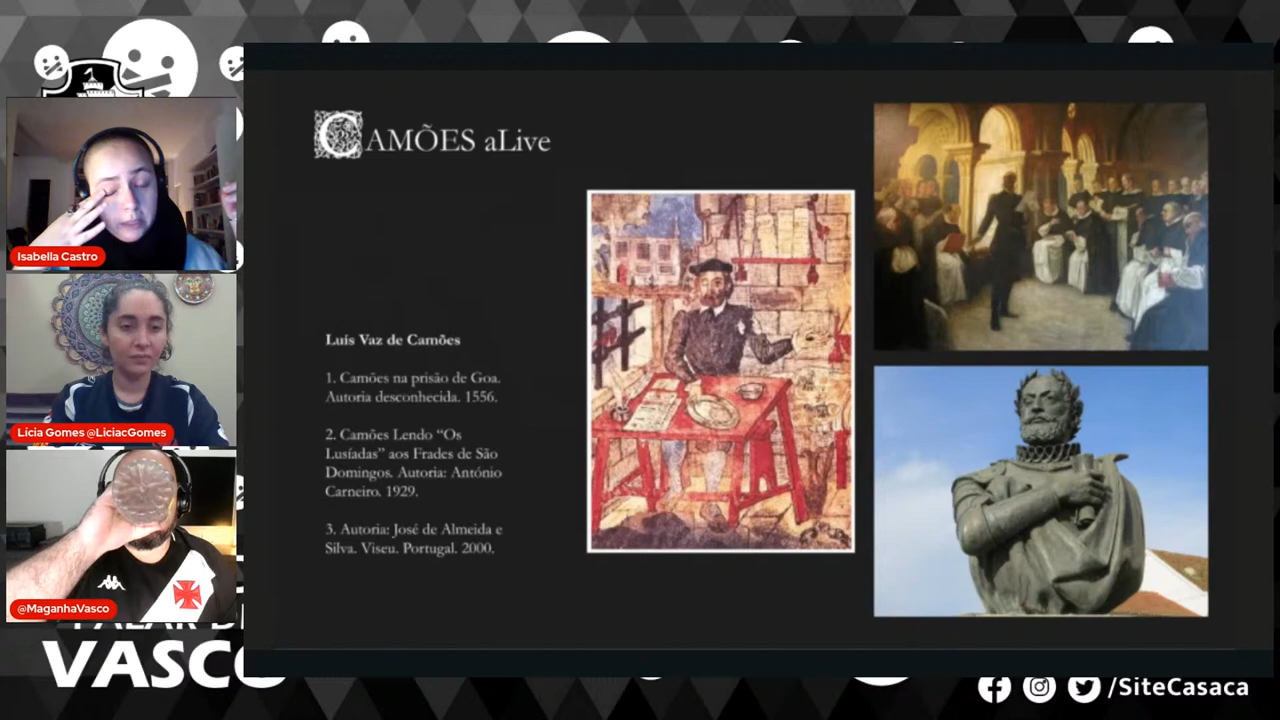 CAMÕES aLive
Luís Vaz de Camões
1. Camões na prisão de Goa.
Autoria desconhecida. 1556.
2. Camões Lendo “Os
Lusíadas” aos Frades de São
Domingos. Autoria: António
Carneiro. 1929.
3. Autoria: José de Almeida e
Silva. Viseu. Portugal. 2000.
Isabella Castro
Licia Gomes @LiciacGomes
@MaganhaVasco
VASCO
/SiteCasaca